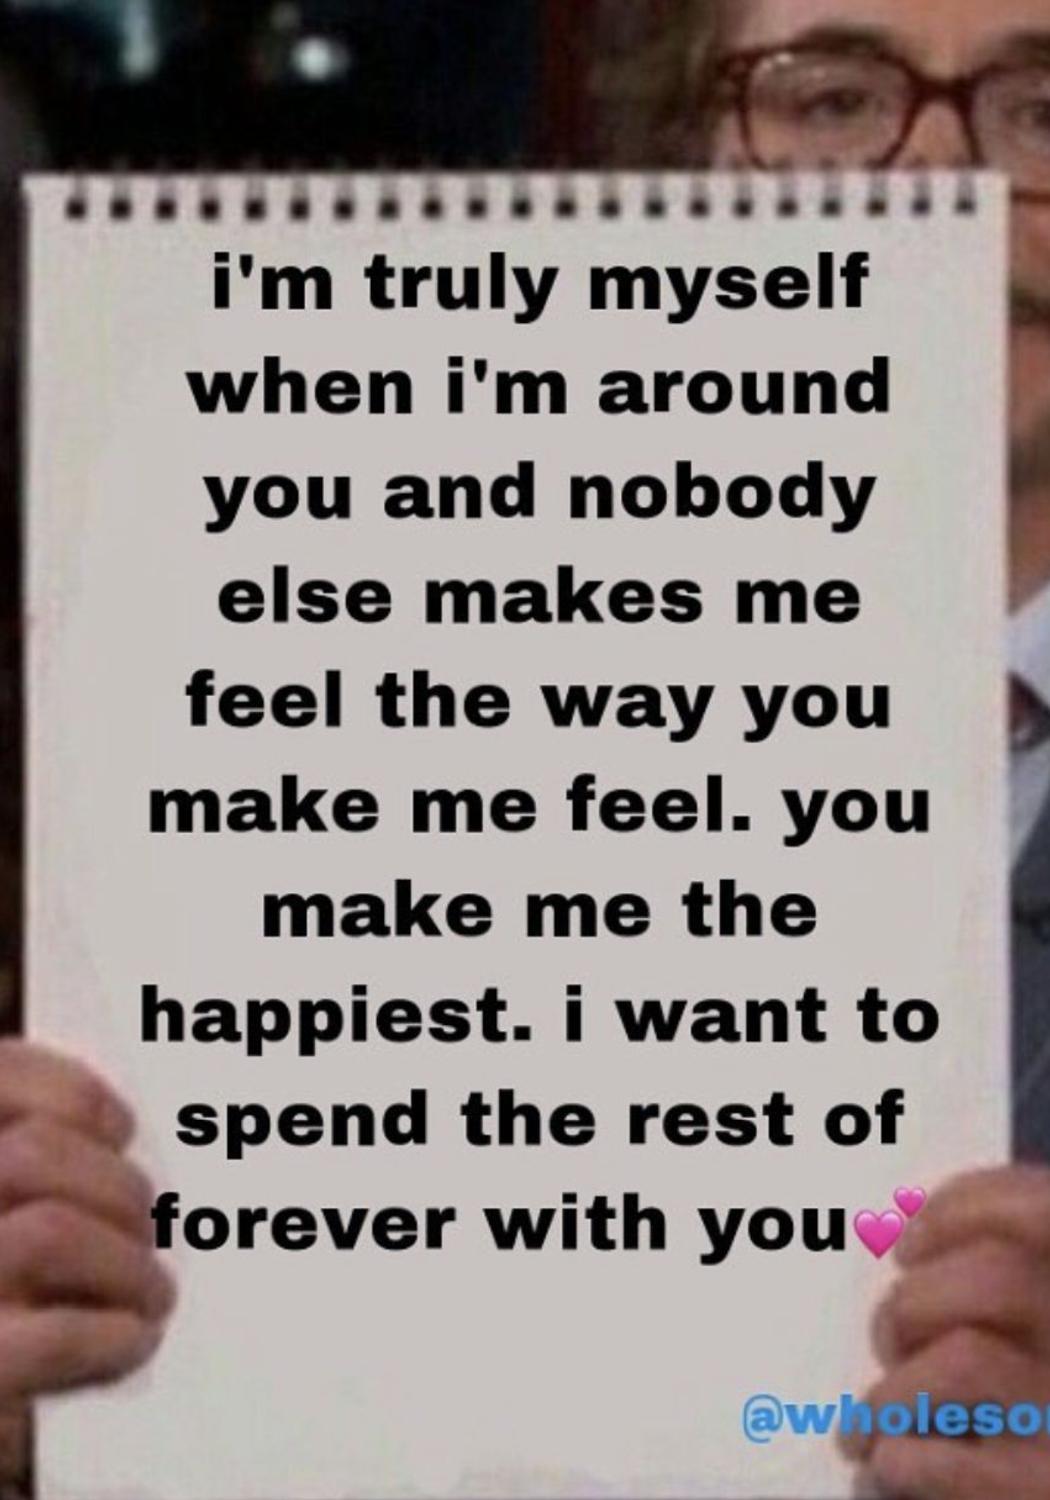 i'm truly myself
when i'm around
you and nobody
else makes me
feel the way you
make me feel. you
make me the
happiest. i want to
spend the rest of
forever with you💕